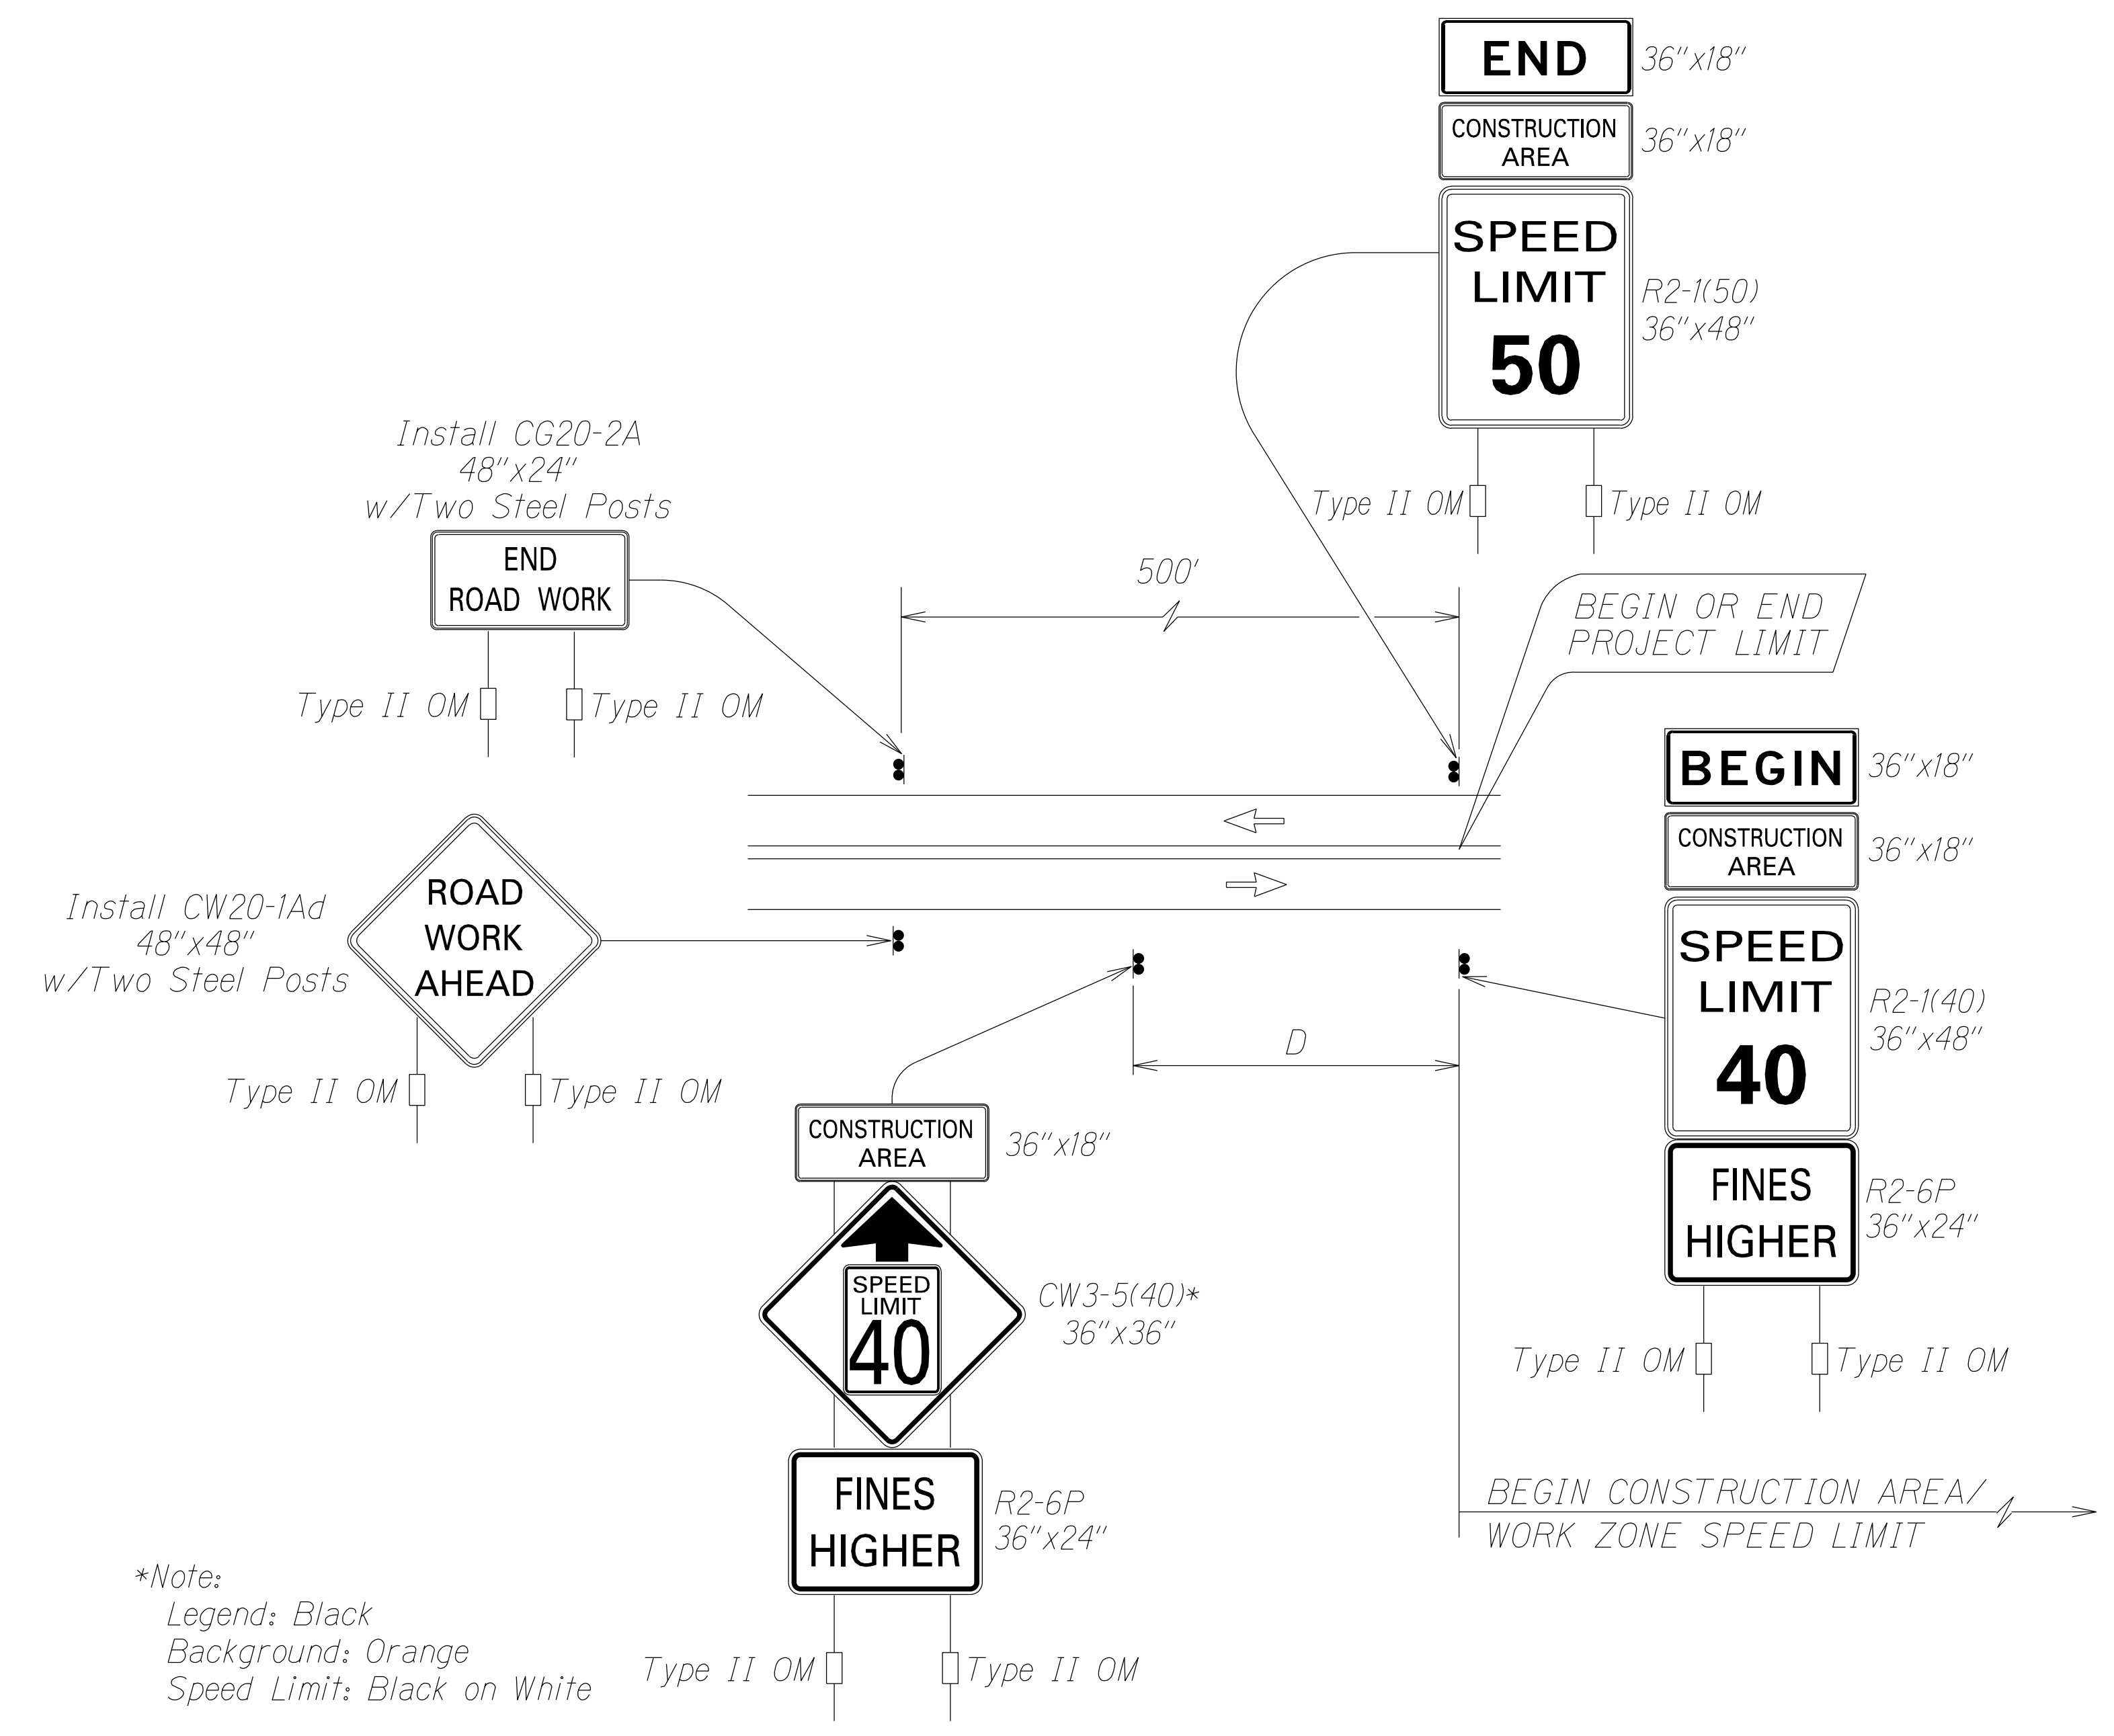 END
36"x18"
CONSTRUCTION
AREA
36"x18"
SPEED
LIMIT
50
R2-1(50)
36"x48"
Type II OM
Type II OM
Install CG20-2A
48"x24"
w/Two Steel Posts
END
ROAD WORK
Type II OM
Type II OM
500'
BEGIN OR END
PROJECT LIMIT
BEGIN
36"x18"
CONSTRUCTION
AREA
36"x18"
SPEED
LIMIT
40
R2-1(40)
36"x48"
FINES
HIGHER
R2-6P
36"x24"
Type II OM
Type II OM
Install CW20-1Ad
48"x48"
w/Two Steel Posts
ROAD
WORK
AHEAD
Type II OM
Type II OM
D
CONSTRUCTION
AREA
36"x18"
SPEED
LIMIT
40
CW3-5(40)*
36"x36"
FINES
HIGHER
R2-6P
36"x24"
Type II OM
Type II OM
BEGIN CONSTRUCTION AREA/
WORK ZONE SPEED LIMIT
*Note:
Legend: Black
Background: Orange
Speed Limit: Black on White